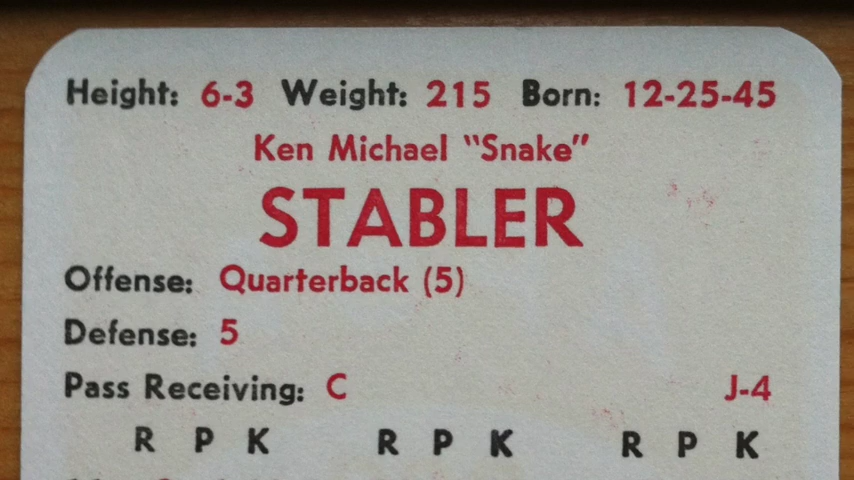 Height: 6-3 Weight: 215 Born: 12-25-45
Ken Michael "Snake"
STABLER
Offense: Quarterback (5)
Defense: 5
Pass Receiving: C J-4
R P K R P K R P K